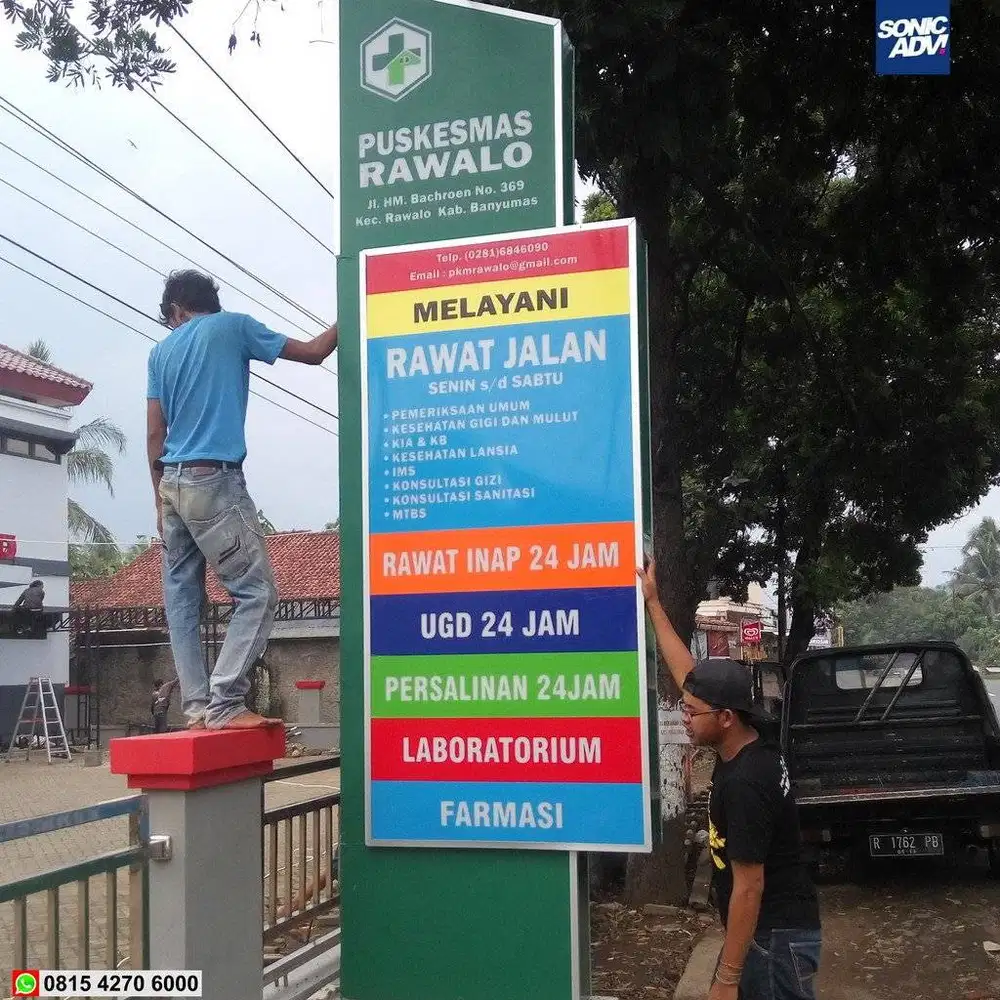 SONIC
ADV!
PUSKESMAS
RAWALO
Jl. HM. Bachroen No. 369
Kec. Rawalo Kab. Banyumas
Telp. (0281)6846090
Email : pkmrawalo@gmail.com
MELAYANI
RAWAT JALAN
SENIN s/d SABTU
• PEMERIKSAAN UMUM
• KESEHATAN GIGI DAN MULUT
• KIA & KB
• KESEHATAN LANSIA
• IMS
• KONSULTASI GIZI
• KONSULTASI SANITASI
• MTBS
RAWAT INAP 24 JAM
UGD 24 JAM
PERSALINAN 24JAM
LABORATORIUM
FARMASI
R 1762 PB
0815 4270 6000